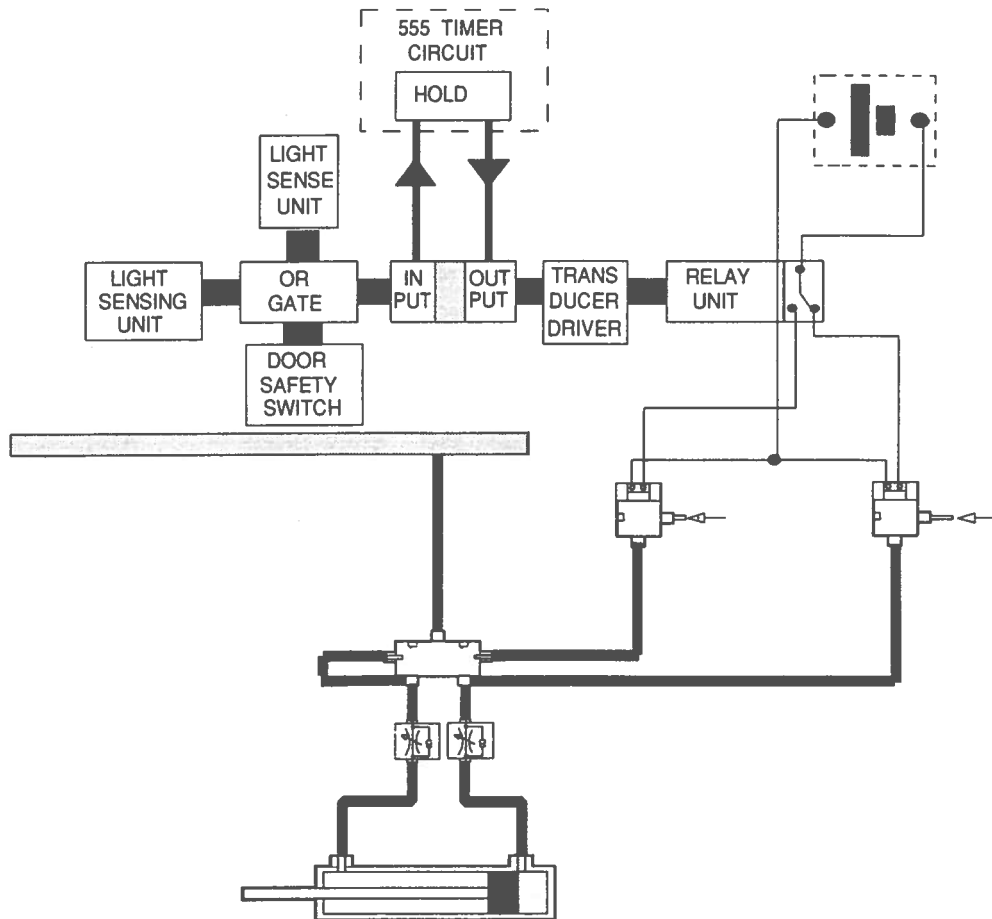 555 TIMER
CIRCUIT
HOLD
LIGHT
SENSE
UNIT
LIGHT
SENSING
UNIT
OR
GATE
IN
PUT
OUT
PUT
TRANS
DUCER
DRIVER
RELAY
UNIT
DOOR
SAFETY
SWITCH